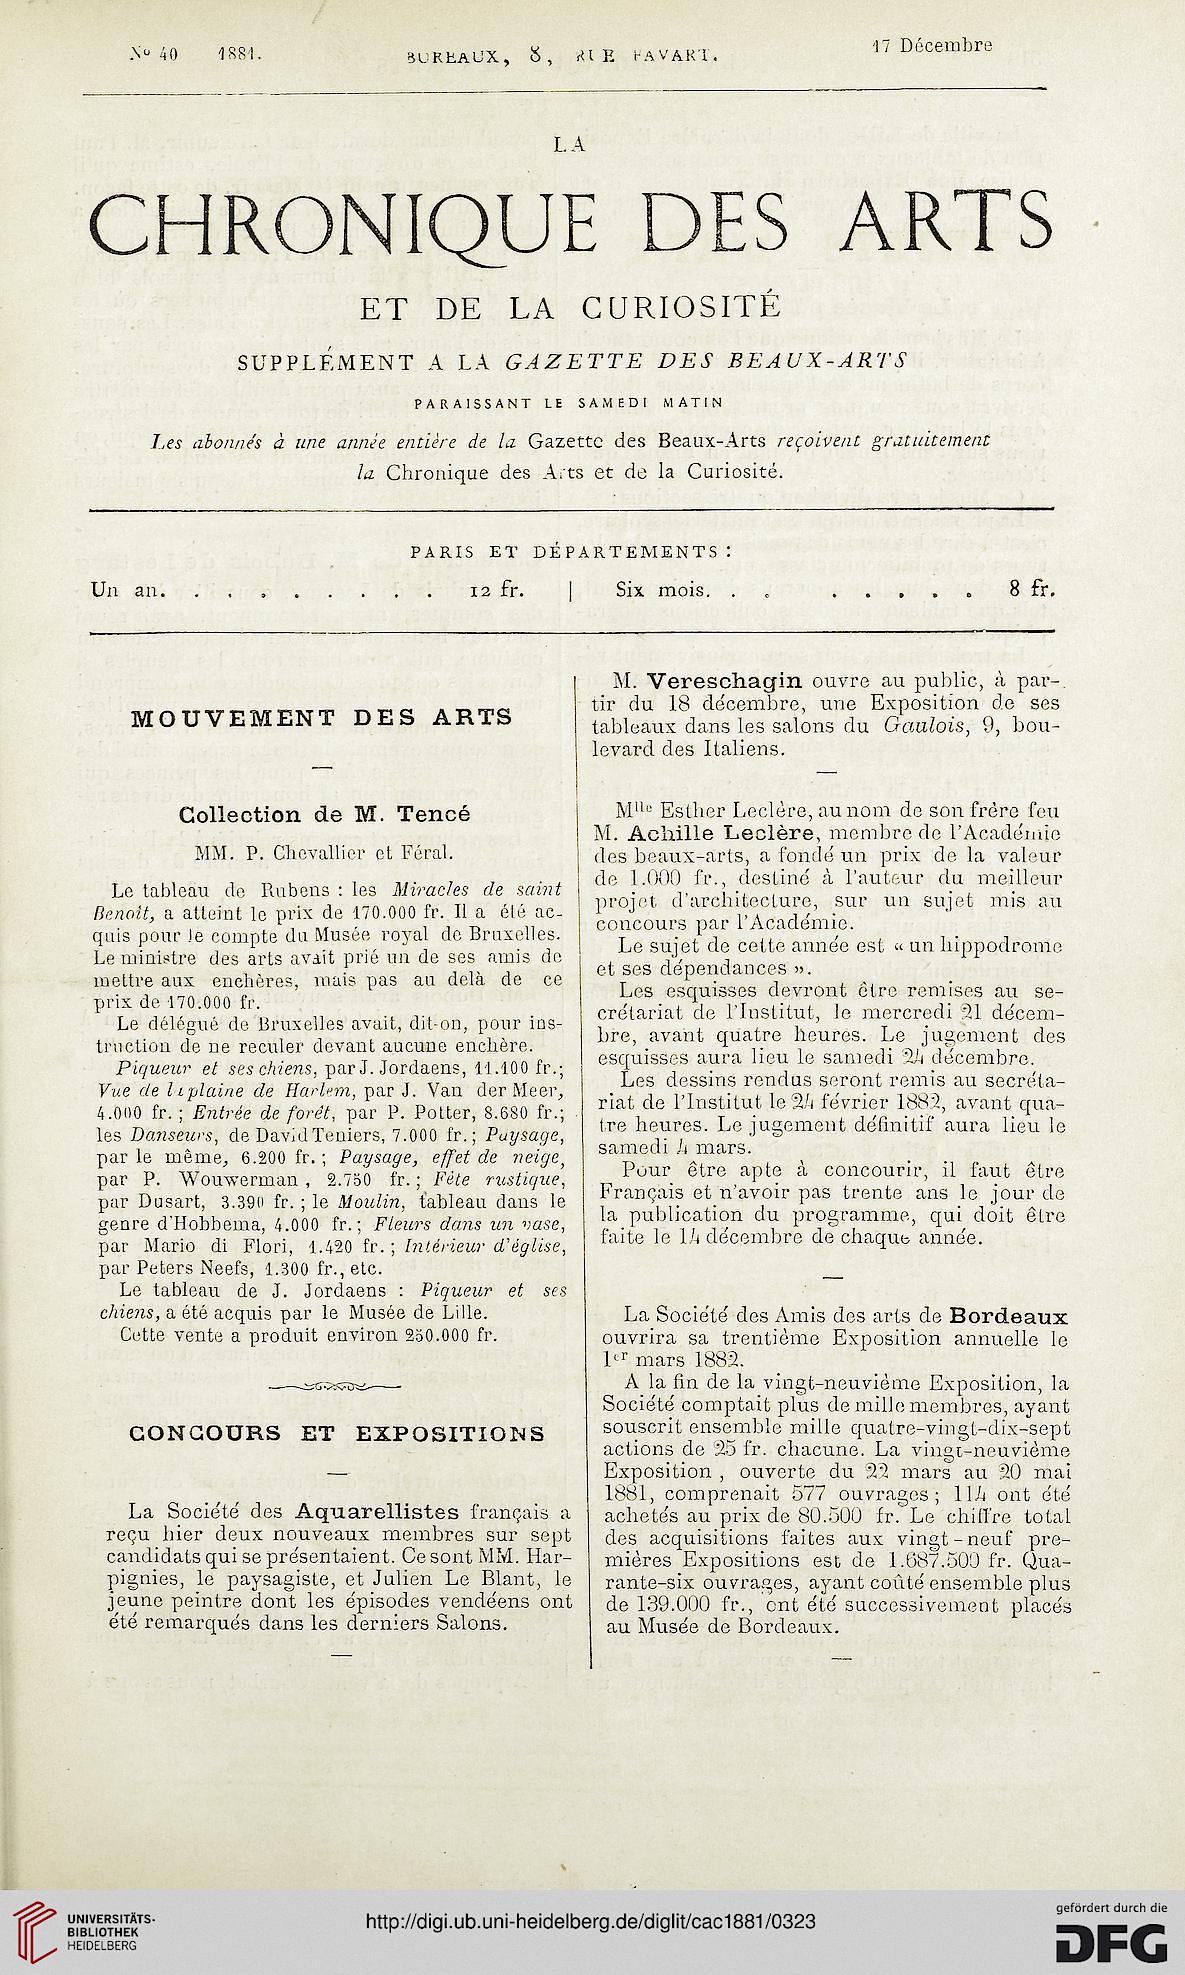 No 40 1881. BUREAUX, 8, RUE FAVART. 17 Décembre
LA
CHRONIQUE DES ARTS
ET DE LA CURIOSITÉ
SUPPLÉMENT A LA GAZETTE DES BEAUX-ARTS
PARAISSANT LE SAMEDI MATIN
Les abonnés à une année entière de la Gazette des Beaux-Arts reçoivent gratuitement
la Chronique des Arts et de la Curiosité.
PARIS ET DÉPARTEMENTS :
Un an. . . . . . . . . 12 fr. | Six mois. . . . . . . . 8 fr.
MOUVEMENT DES ARTS
Collection de M. Tencé
MM. P. Chevallier et Féral.
Le tableau de Rubens : les Miracles de saint
Benoît, a atteint le prix de 170.000 fr. Il a été ac-
quis pour le compte du Musée royal de Bruxelles.
Le ministre des arts avait prié un de ses amis de
mettre aux enchères, mais pas au delà de ce
prix de 170.000 fr.
Le délégué de Bruxelles avait, dit-on, pour ins-
truction de ne reculer devant aucune enchère.
Piqueur et ses chiens, par J. Jordaens, 11.100 fr.;
Vue de la plaine de Harlem, par J. Van der Meer,
4.000 fr. ; Entrée de forêt, par P. Potter, 8.680 fr.;
les Danseurs, de David Teniers, 7.000 fr. ; Paysage,
par le même, 6.200 fr. ; Paysage, effet de neige,
par P. Wouwerman , 2.750 fr. ; Fête rustique,
par Dusart, 3.390 fr. ; le Moulin, tableau dans le
genre d'Hobbema, 4.000 fr. ; Fleurs dans un vase,
par Mario di Flori, 1.420 fr. ; Intérieur d'église,
par Peters Neefs, 1.300 fr., etc.
Le tableau de J. Jordaens : Piqueur et ses
chiens, a été acquis par le Musée de Lille.
Cette vente a produit environ 250.000 fr.
CONCOURS ET EXPOSITIONS
La Société des Aquarellistes français a
reçu hier deux nouveaux membres sur sept
candidats qui se présentaient. Ce sont MM. Har-
pignies, le paysagiste, et Julien Le Blant, le
jeune peintre dont les épisodes vendéens ont
été remarqués dans les derniers Salons.
M. Vereschagin ouvre au public, à par-
tir du 18 décembre, une Exposition de ses
tableaux dans les salons du Gaulois, 9, bou-
levard des Italiens.
Mlle Esther Leclère, au nom de son frère feu
M. Achille Leclère, membre de l'Académie
des beaux-arts, a fondé un prix de la valeur
de 1.000 fr., destiné à l'auteur du meilleur
projet d'architecture, sur un sujet mis au
concours par l'Académie.
Le sujet de cette année est « un hippodrome
et ses dépendances ».
Les esquisses devront être remises au se-
crétariat de l'Institut, le mercredi 21 décem-
bre, avant quatre heures. Le jugement des
esquisses aura lieu le samedi 24 décembre.
Les dessins rendus seront remis au secréta-
riat de l'Institut le 24 février 1882, avant qua-
tre heures. Le jugement définitif aura lieu le
samedi 4 mars.
Pour être apte à concourir, il faut être
Français et n'avoir pas trente ans le jour de
la publication du programme, qui doit être
faite le 14 décembre de chaque année.
La Société des Amis des arts de Bordeaux
ouvrira sa trentième Exposition annuelle le
1er mars 1882.
A la fin de la vingt-neuvième Exposition, la
Société comptait plus de mille membres, ayant
souscrit ensemble mille quatre-vingt-dix-sept
actions de 25 fr. chacune. La vingt-neuvième
Exposition , ouverte du 22 mars au 20 mai
1881, comprenait 577 ouvrages ; 114 ont été
achetés au prix de 80.500 fr. Le chiffre total
des acquisitions faites aux vingt-neuf pre-
mières Expositions est de 1.687.500 fr. Qua-
rante-six ouvrages, ayant coûté ensemble plus
de 139.000 fr., ont été successivement placés
au Musée de Bordeaux.
UNIVERSITÄTS-
BIBLIOTHEK
HEIDELBERG
http://digi.ub.uni-heidelberg.de/diglit/cac1881/0323
gefördert durch die
DFG